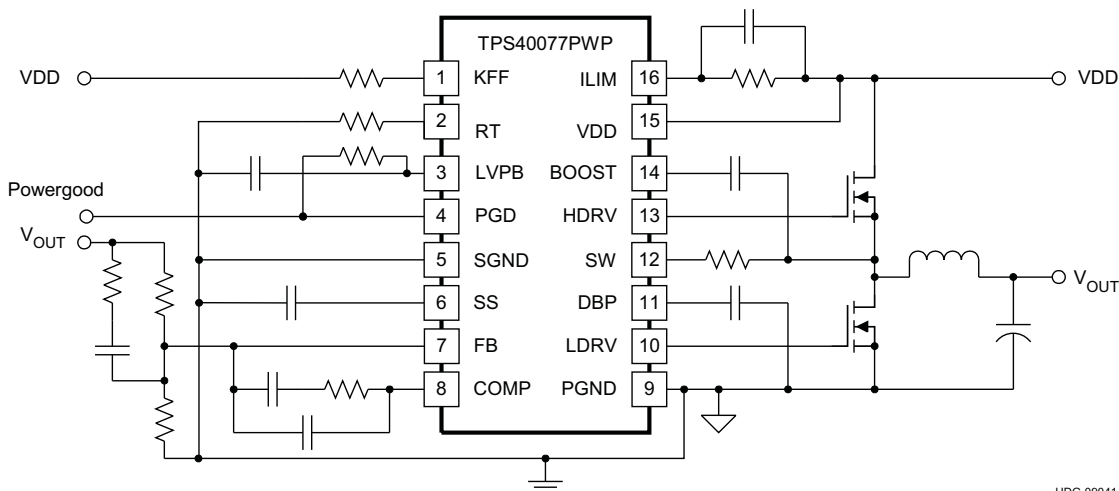 TPS40077PWP
VDD
1
KFF
ILIM
16
VDD
2
RT
VDD
15
3
LVPB
BOOST
14
Powergood
4
PGD
HDRV
13
VOUT
5
SGND
SW
12
VOUT
6
SS
DBP
11
7
FB
LDRV
10
8
COMP
PGND
9